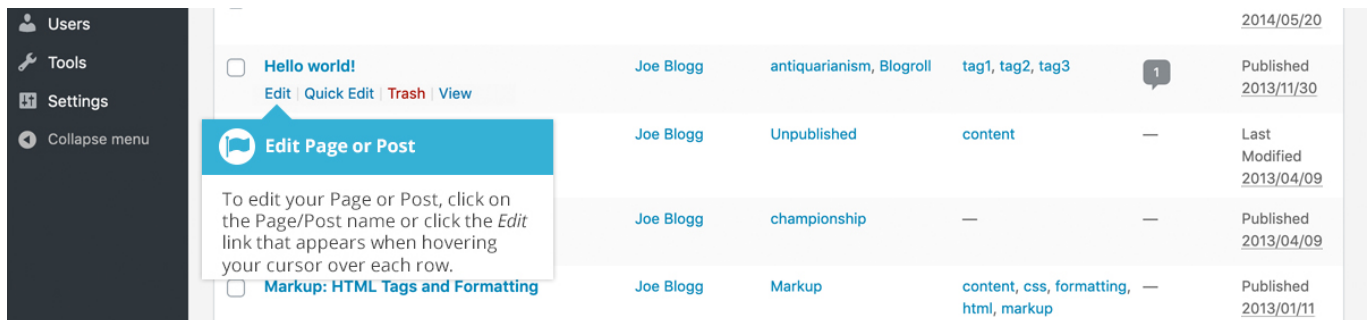 2014/05/20
Users
Tools
Settings
Collapse menu
Hello world! Joe Blogg antiquarianism, Blogroll tag1, tag2, tag3 1 Published
Edit | Quick Edit | Trash | View 2013/11/30
Edit Page or Post
To edit your Page or Post, click on
the Page/Post name or click the Edit
link that appears when hovering
your cursor over each row.
Joe Blogg Unpublished content — Last
Modified
2013/04/09
Joe Blogg championship — — Published
2013/04/09
Markup: HTML Tags and Formatting Joe Blogg Markup content, css, formatting, — Published
html, markup 2013/01/11